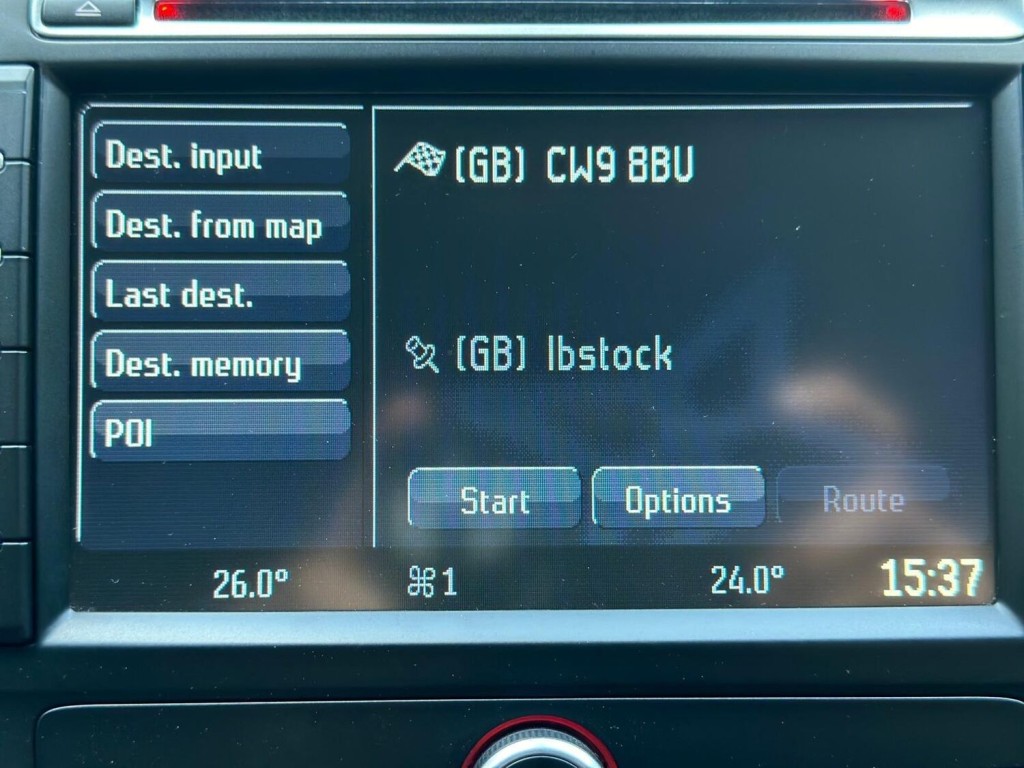 Dest. input
Dest. from map
Last dest.
Dest. memory
POI
(GB) CW9 8BU
(GB) Ibstock
Start Options Route
26.0° ⌘1 24.0° 15:37